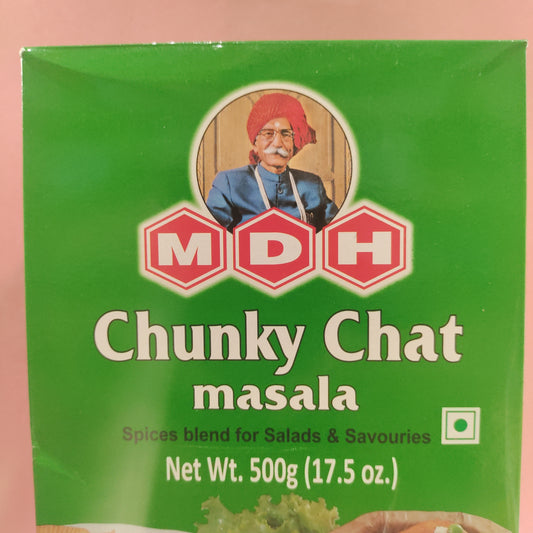 MDH
Chunky Chat
masala
Spices blend for Salads & Savouries
Net Wt. 500g (17.5 oz.)